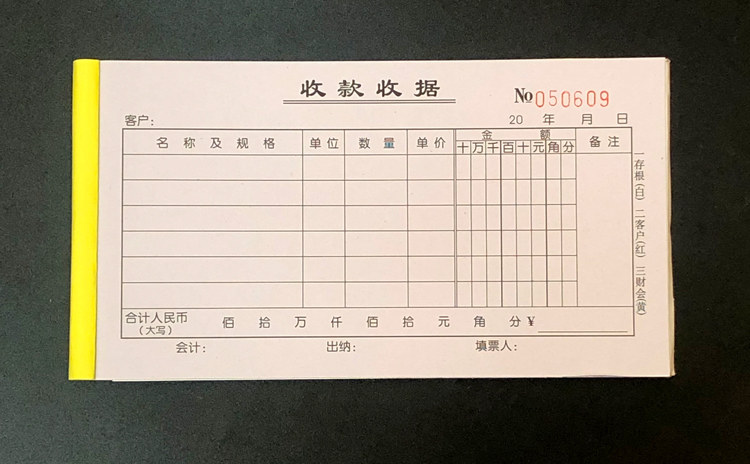 收款收据
№050609
客户：
20 年 月 日
名称及规格 单位 数量 单价 金额 备注
十万千百十元角分
合计人民币（大写） 佰 拾 万 仟 佰 拾 元 角 分 ¥
会计： 出纳： 填票人：
一存根(白) 二客户(红) 三财会(黄)